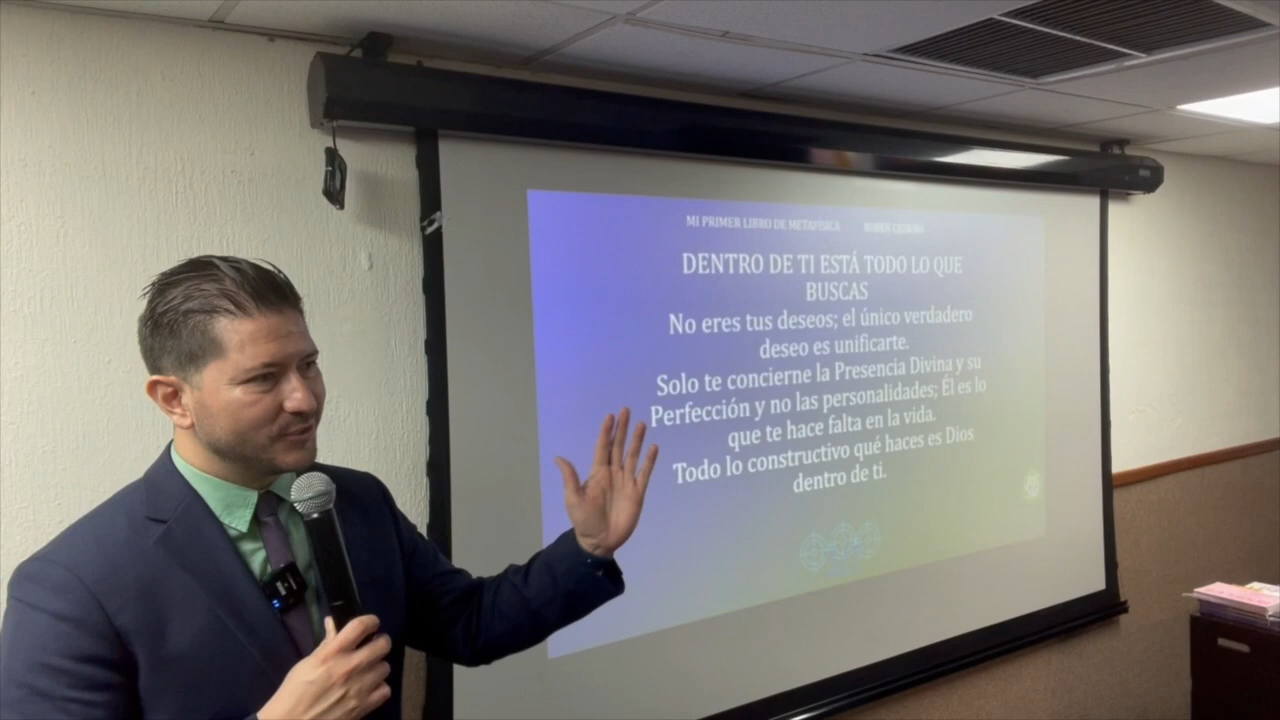 MI PRIMER LIBRO DE METAFÍSICA
DENTRO DE TI ESTÁ TODO LO QUE
BUSCAS
No eres tus deseos; el único verdadero
deseo es unificarte.
Solo te concierne la Presencia Divina y su
Perfección y no las personalidades; Él es lo
que te hace falta en la vida.
Todo lo constructivo qué haces es Dios
dentro de ti.